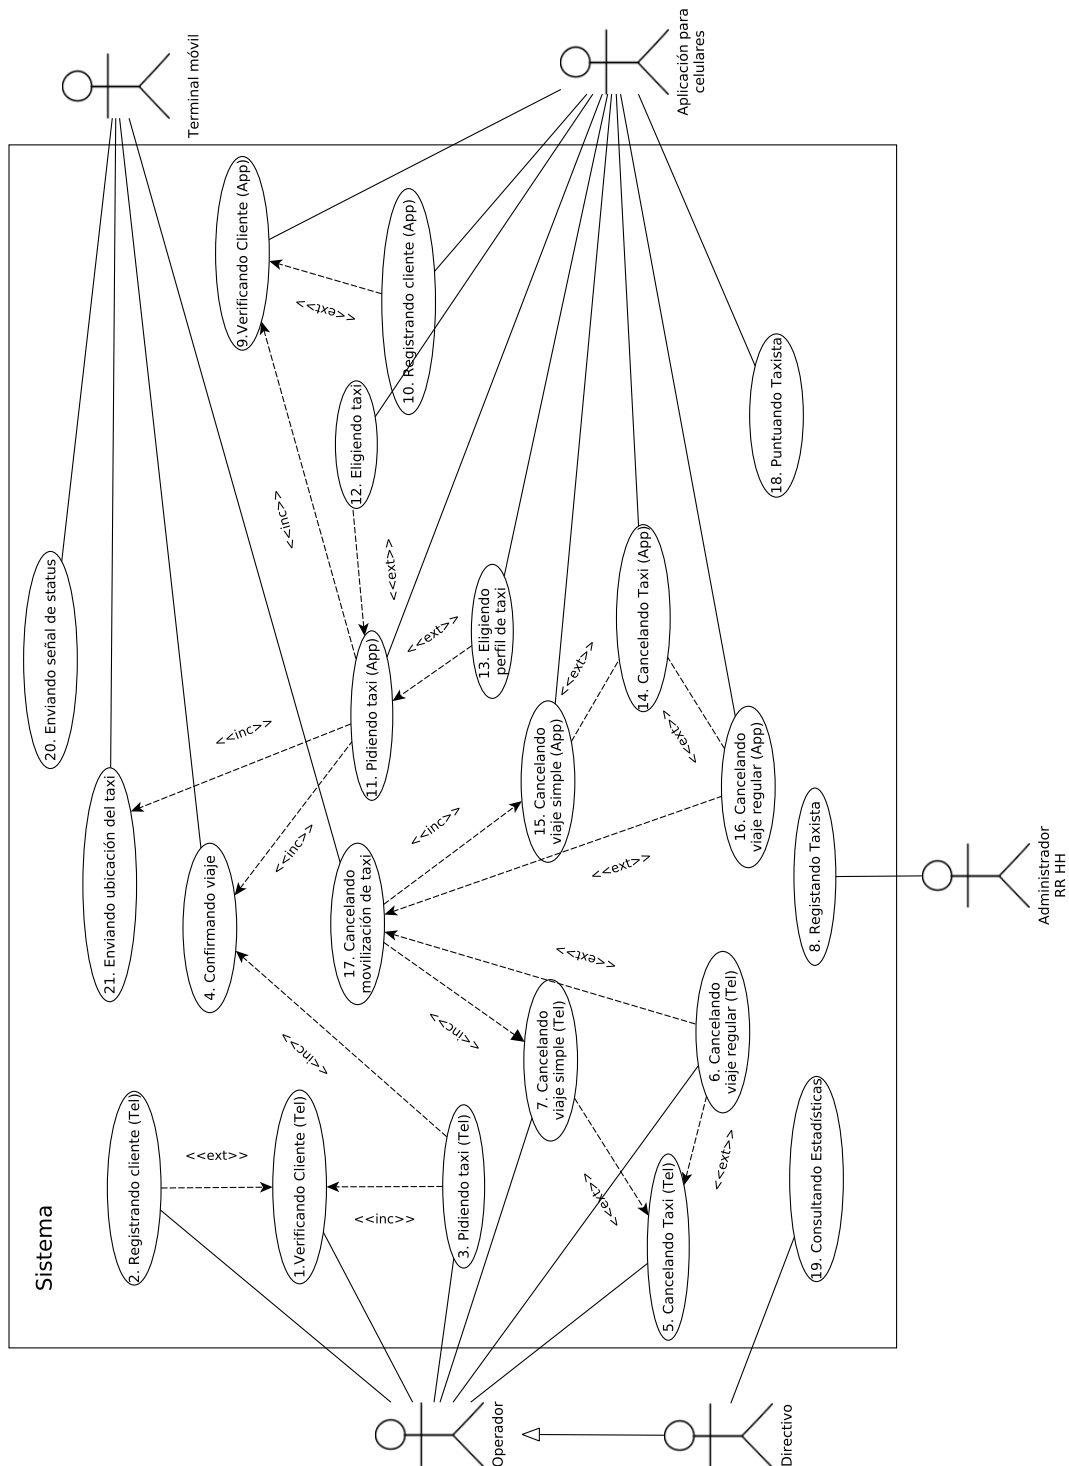 Sistema
2. Registrando cliente (Tel)
<<ext>>
1.Verificando Cliente (Tel)
<<inc>>
3. Pidiendo taxi (Tel)
<<inc>>
5. Cancelando Taxi (Tel)
<<ext>>
<<ext>>
7. Cancelando
viaje simple (Tel)
6. Cancelando
viaje regular (Tel)
<<inc>>
<<ext>>
19. Consultando Estadísticas
Operador
Directivo
20. Enviando señal de status
21. Enviando ubicación del taxi
4. Confirmando viaje
17. Cancelando
movilización de taxi
<<inc>>
<<inc>>
<<inc>>
<<ext>>
11. Pidiendo taxi (App)
12. Eligiendo taxi
<<ext>>
<<ext>>
13. Eligiendo
perfil de taxi
<<inc>>
9.Verificando Cliente (App)
<<ext>>
10. Registrando cliente (App)
15. Cancelando
viaje simple (App)
<<ext>>
14. Cancelando Taxi (App)
<<ext>>
16. Cancelando
viaje regular (App)
8. Registando Taxista
18. Puntuando Taxista
Terminal móvil
Aplicación para
celulares
Administrador
RR HH